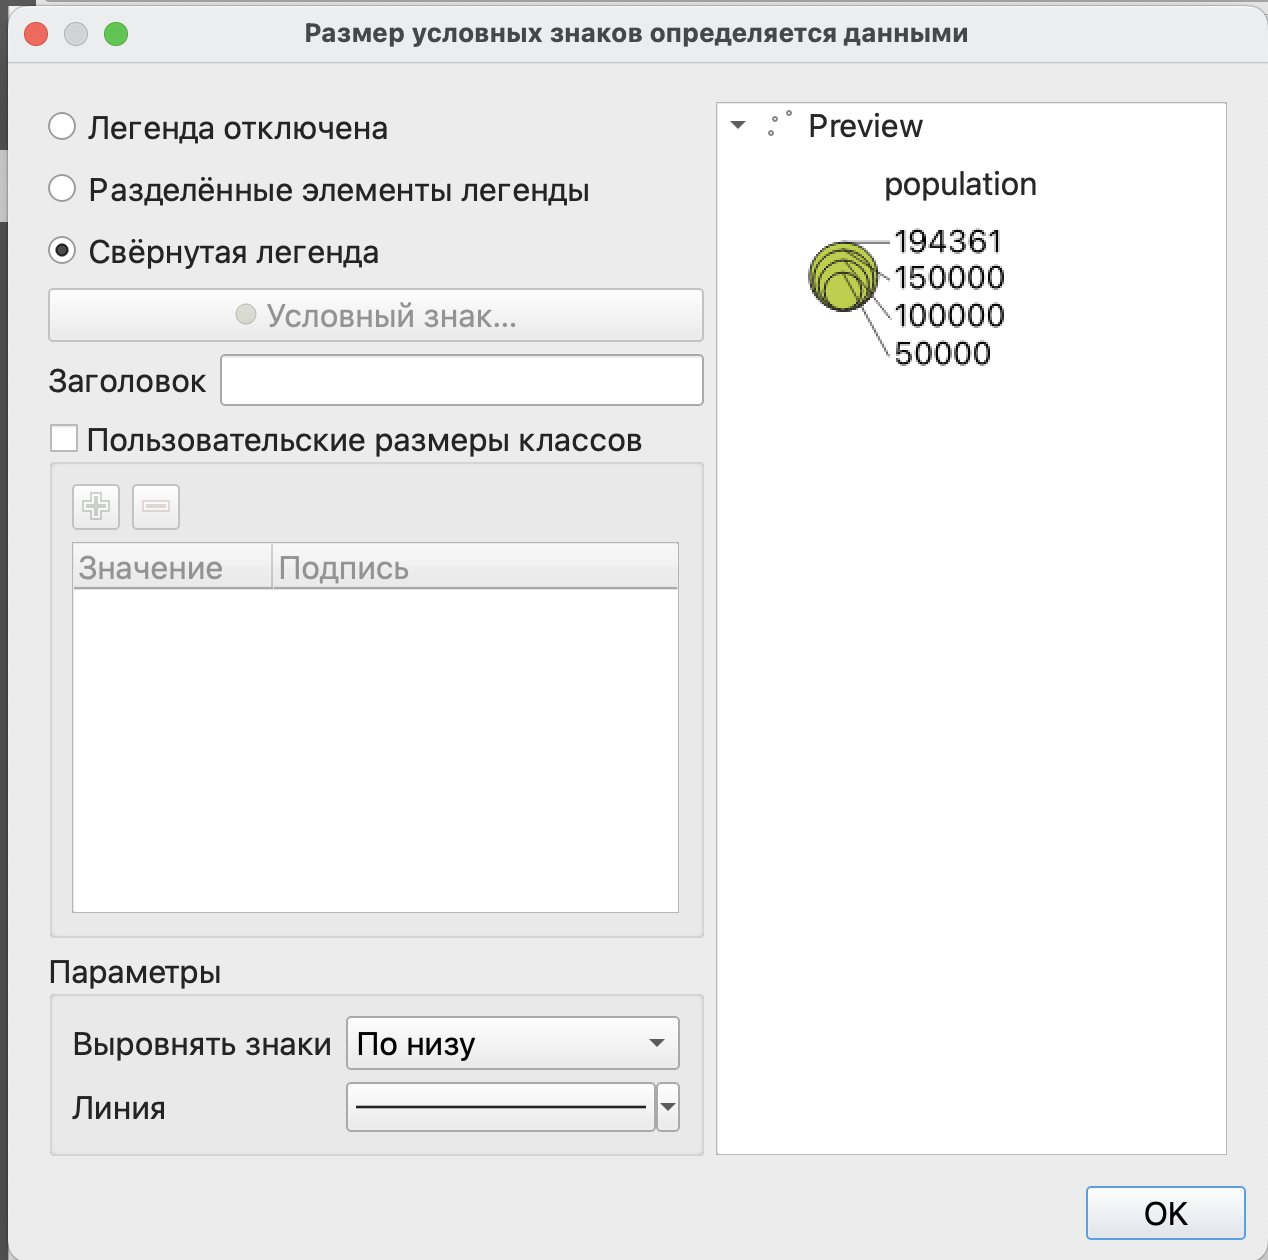 Размер условных знаков определяется данными
Легенда отключена
Разделённые элементы легенды
Свёрнутая легенда
Условный знак...
Заголовок
Пользовательские размеры классов
Значение Подпись
Параметры
Выровнять знаки По низу
Линия
Preview
population
194361
150000
100000
50000
OK